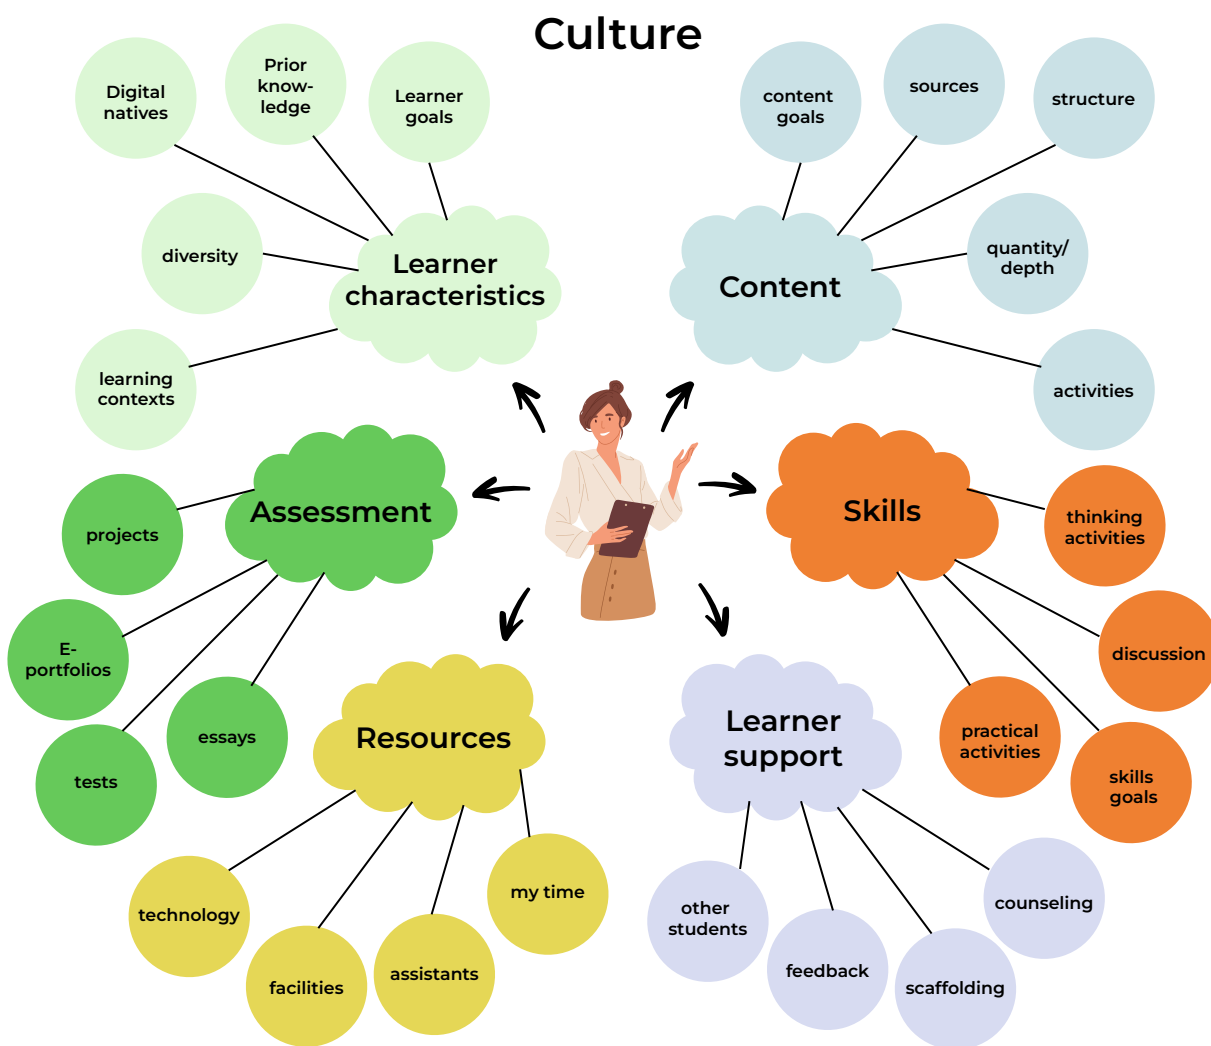 Culture
Digital
natives
Prior
know-
ledge
Learner
goals
diversity
learning
contexts
Learner
characteristics
content
goals
sources
structure
quantity/
depth
activities
Content
Assessment
projects
E-
portfolios
tests
essays
Skills
thinking
activities
discussion
practical
activities
skills
goals
Resources
technology
facilities
assistants
my time
Learner
support
other
students
feedback
scaffolding
counseling